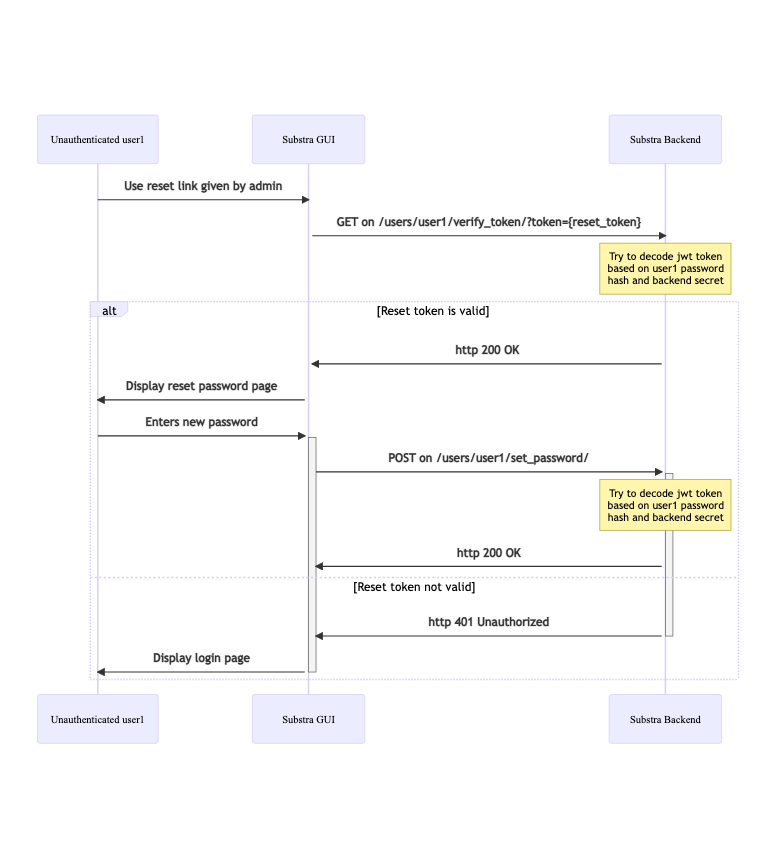 Unauthenticated user1
Substra GUI
Substra Backend
Use reset link given by admin
GET on /users/user1/verify_token/?token={reset_token}
Try to decode jwt token
based on user1 password
hash and Backend secret
alt
[Reset token is valid]
http 200 OK
Display reset password page
Enters new password
POST on /users/user1/set_password/
Try to decode jwt token
based on user1 password
hash and backend secret
http 200 OK
[Reset token not valid]
http 401 Unauthorized
Display login page
Unauthenticated user1
Substra GUI
Substra Backend